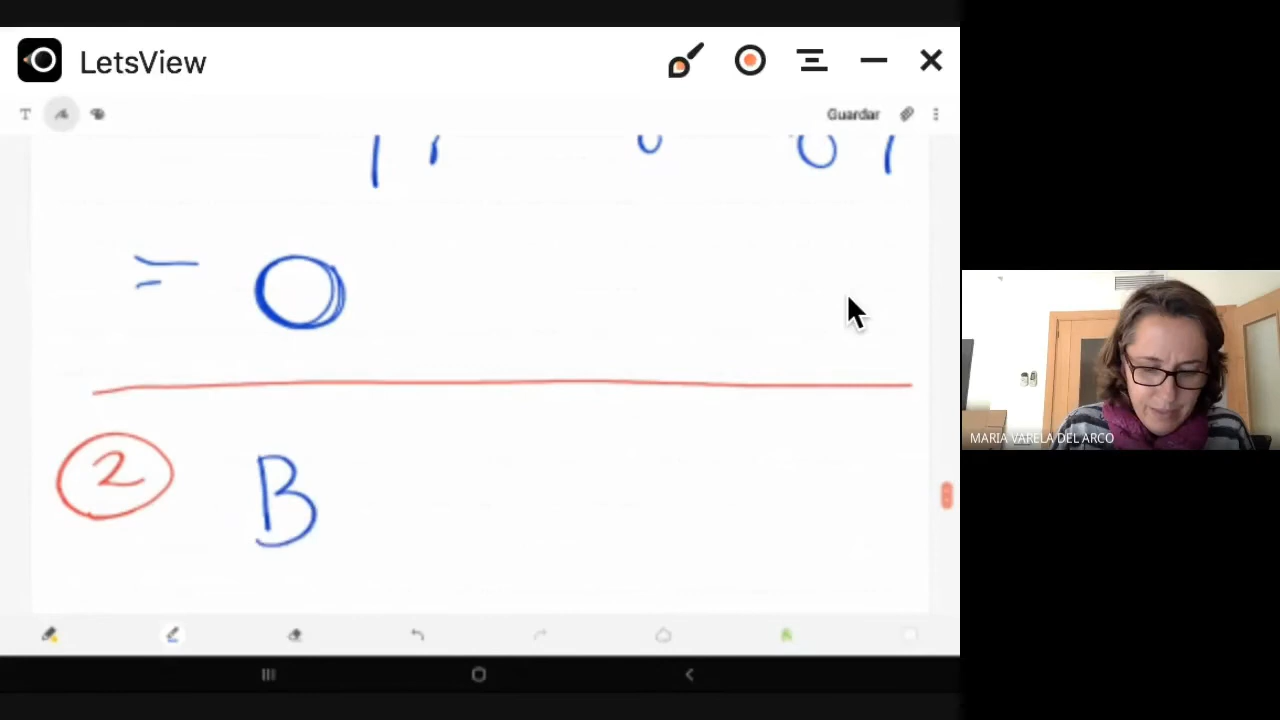 LetsView
T
Guardar
= 0
2 B
MARIA VARELA DEL ARCO